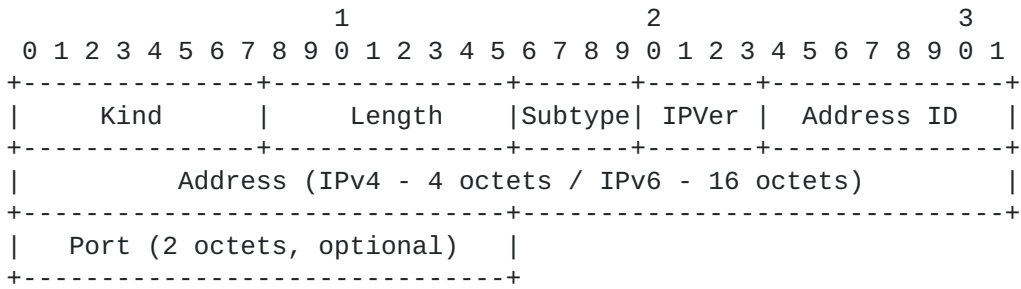 1                   2                   3
 0 1 2 3 4 5 6 7 8 9 0 1 2 3 4 5 6 7 8 9 0 1 2 3 4 5 6 7 8 9 0 1
+---------------+---------------+-------+-------+---------------+
|     Kind      |     Length    |Subtype| IPVer |  Address ID   |
+---------------+---------------+-------+-------+---------------+
|          Address (IPv4 - 4 octets / IPv6 - 16 octets)         |
+-------------------------------+-------------------------------+
|   Port (2 octets, optional)   |
+-------------------------------+